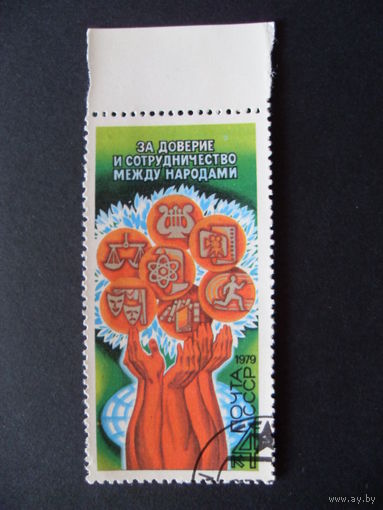 ЗА ДОВЕРИЕ
И СОТРУДНИЧЕСТВО
МЕЖДУ НАРОДАМИ
1979
ПОЧТА
СССР
www.ay.by